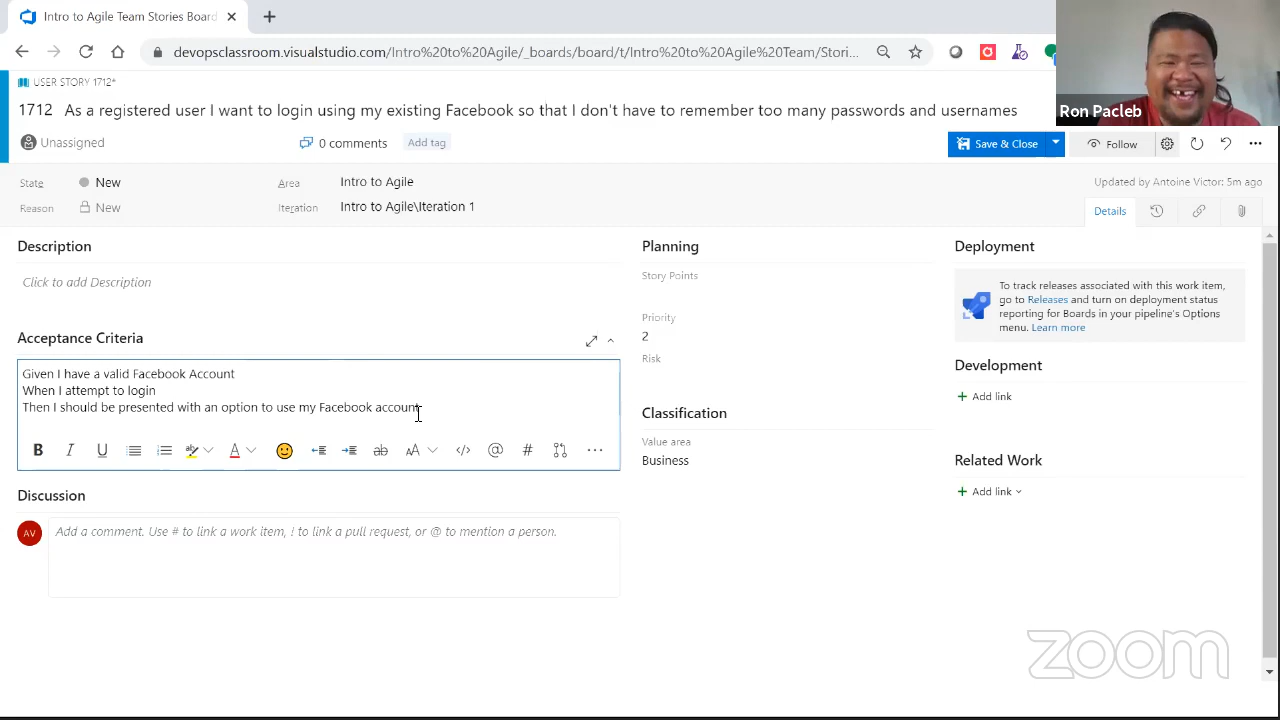 Intro to Agile Team Stories Board
devopsclassroom.visualstudio.com/Intro%20to%20Agile/_boards/board/t/Intro%20to%20Agile%20Team/Stori...
Ron Pacleb
USER STORY 1712*
1712 As a registered user I want to login using my existing Facebook so that I don't have to remember too many passwords and usernames
Unassigned
0 comments
Add tag
Save & Close
Follow
State New
Area Intro to Agile
Updated by Antoine Victor: 5m ago
Reason New
Iteration Intro to Agile\Iteration 1
Details
Description
Click to add Description
Acceptance Criteria
Given I have a valid Facebook Account
When I attempt to login
Then I should be presented with an option to use my Facebook account
B I U ab A ab AA </> @ # ...
Discussion
AV
Add a comment. Use # to link a work item, ! to link a pull request, or @ to mention a person.
Planning
Story Points
Priority
2
Risk
Classification
Value area
Business
Deployment
To track releases associated with this work item,
go to Releases and turn on deployment status
reporting for Boards in your pipeline's Options
menu. Learn more
Development
+ Add link
Related Work
+ Add link
zoom